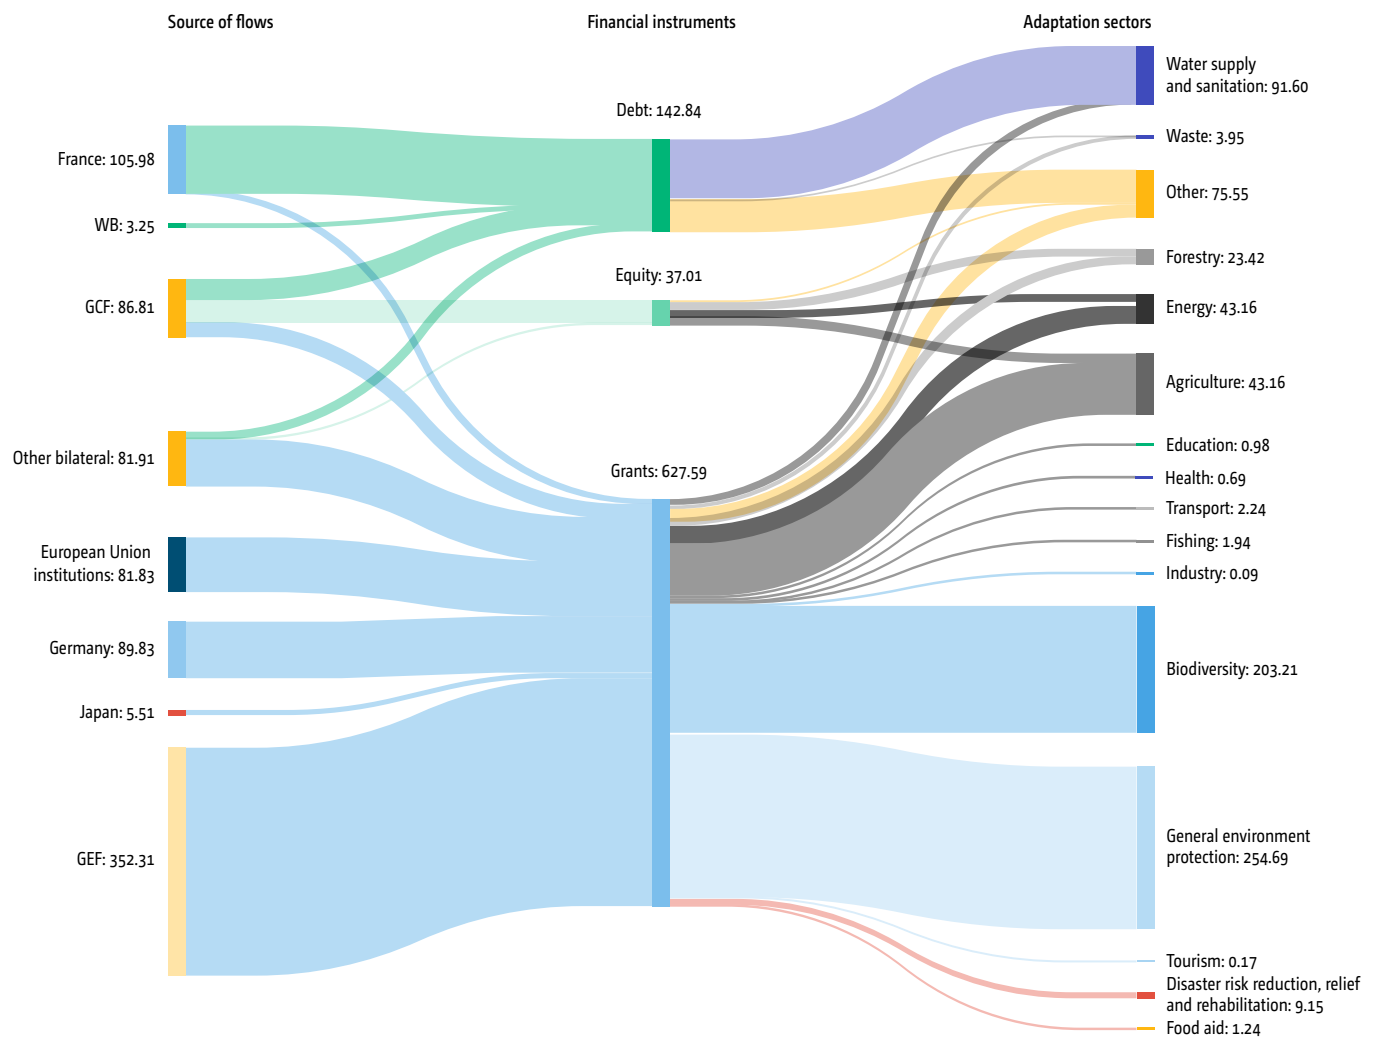 Source of flows
Financial instruments
Adaptation sectors
France: 105.98
WB: 3.25
GCF: 86.81
Other bilateral: 81.91
European Union
institutions: 81.83
Germany: 89.83
Japan: 5.51
GEF: 352.31
Debt: 142.84
Equity: 37.01
Grants: 627.59
Water supply
and sanitation: 91.60
Waste: 3.95
Other: 75.55
Forestry: 23.42
Energy: 43.16
Agriculture: 43.16
Education: 0.98
Health: 0.69
Transport: 2.24
Fishing: 1.94
Industry: 0.09
Biodiversity: 203.21
General environment
protection: 254.69
Tourism: 0.17
Disaster risk reduction, relief
and rehabilitation: 9.15
Food aid: 1.24